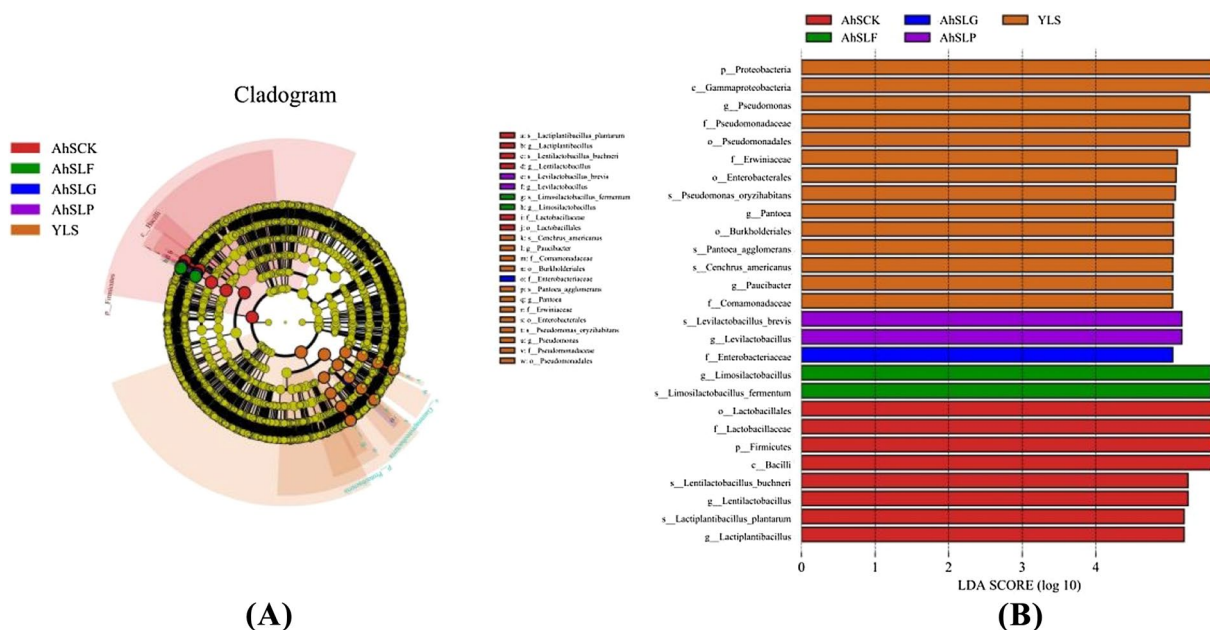 Cladogram
AhSCK
AhSLF
AhSLG
AhSLP
YLS
c_Bacilli
p_Firmicutes
a: s__Lactiplantibacillus_plantarum
b: g__Lactiplantibacillus
c: s__Lentilactobacillus_buchneri
d: g__Lentilactobacillus
e: s__Levilactobacillus_brevis
f: g__Levilactobacillus
g: s__Limosilactobacillus_fermentum
h: g__Limosilactobacillus
i: f__Lactobacillaceae
j: o__Lactobacillales
k: s__Cenchrus_americanus
l: g__Paucibacter
m: f__Comamonadaceae
n: o__Burkholderiales
o: f__Enterobacteriaceae
p: s__Pantoea_agglomerans
q: g__Pantoea
r: f__Erwiniaceae
s: o__Enterobacterales
t: s__Pseudomonas_oryzihabitans
u: g__Pseudomonas
v: f__Pseudomonadaceae
w: o__Pseudomonadales
(A)
AhSCK AhSLG YLS
AhSLF AhSLP
p__Proteobacteria
c__Gammaproteobacteria
g__Pseudomonas
f__Pseudomonadaceae
o__Pseudomonadales
f__Erwiniaceae
o__Enterobacterales
s__Pseudomonas_oryzihabitans
g__Pantoea
o__Burkholderiales
s__Pantoea_agglomerans
s__Cenchrus_americanus
g__Paucibacter
f__Comamonadaceae
s__Levilactobacillus_brevis
g__Levilactobacillus
f__Enterobacteriaceae
g__Limosilactobacillus
s__Limosilactobacillus_fermentum
o__Lactobacillales
f__Lactobacillaceae
p__Firmicutes
c__Bacilli
s__Lentilactobacillus_buchneri
g__Lentilactobacillus
s__Lactiplantibacillus_plantarum
g__Lactiplantibacillus
0 1 2 3 4
LDA SCORE (log 10)
(B)